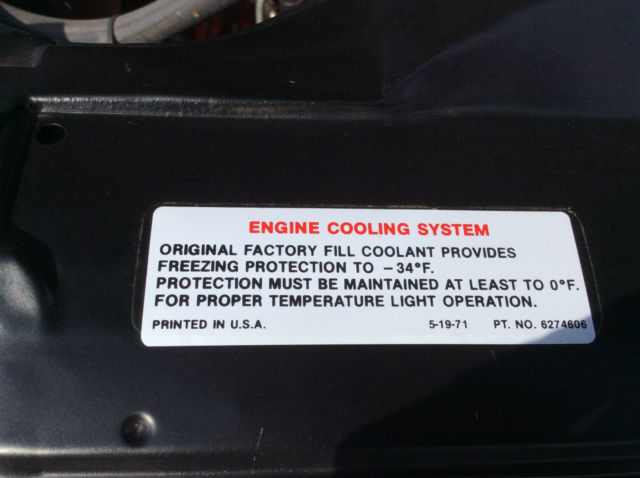 ENGINE COOLING SYSTEM
ORIGINAL FACTORY FILL COOLANT PROVIDES
FREEZING PROTECTION TO -34°F.
PROTECTION MUST BE MAINTAINED AT LEAST TO 0°F.
FOR PROPER TEMPERATURE LIGHT OPERATION.
PRINTED IN U.S.A. 5-19-71 PT. NO. 6274606